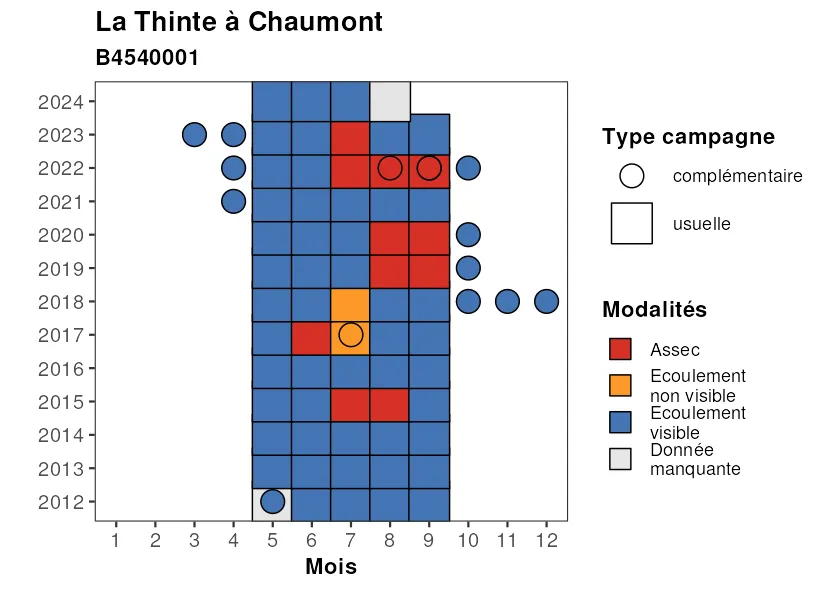 La Thinte à Chaumont
B4540001
2024
2023
2022
2021
2020
2019
2018
2017
2016
2015
2014
2013
2012
1 2 3 4 5 6 7 8 9 10 11 12
Mois
Type campagne
complémentaire
usuelle
Modalités
Assec
Ecoulement
non visible
Ecoulement
visible
Donnée
manquante